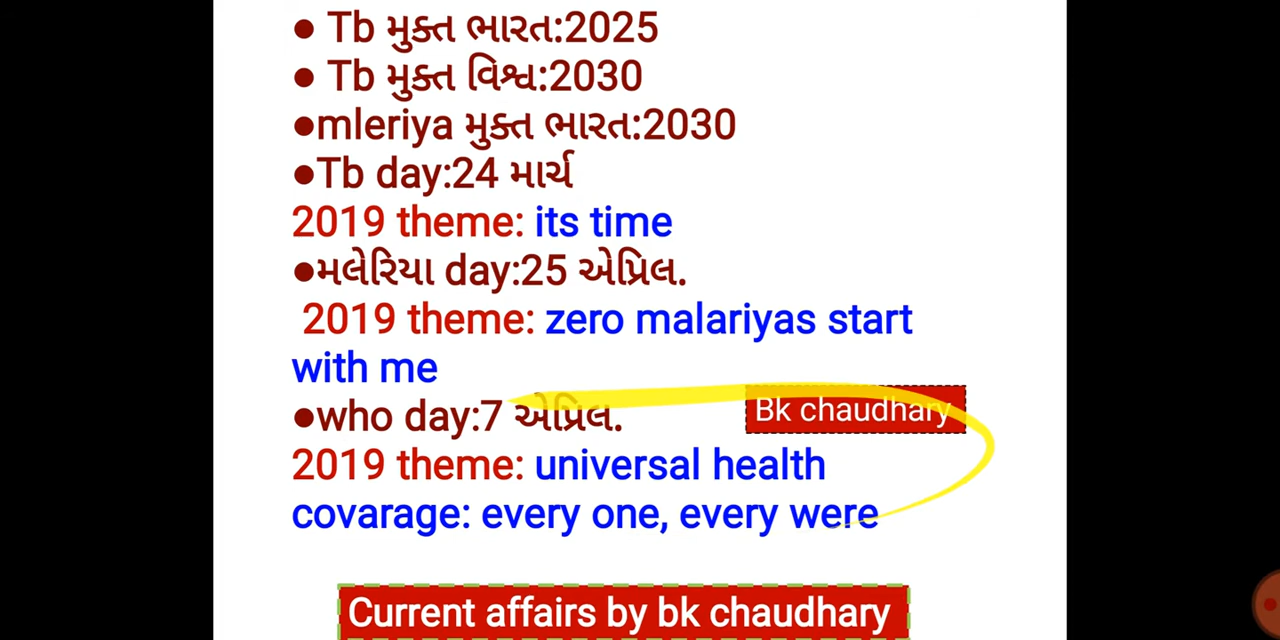 ● Tb મુક્ત ભારત:2025
● Tb મુક્ત વિશ્વ:2030
●mleriya મુક્ત ભારત:2030
●Tb day:24 માર્ચ
2019 theme: its time
●મલેરિયા day:25 એપ્રિલ.
2019 theme: zero malariyas start
with me
●who day:7 એપ્રિલ.
Bk chaudhary
2019 theme: universal health
covarage: every one, every were
Current affairs by bk chaudhary